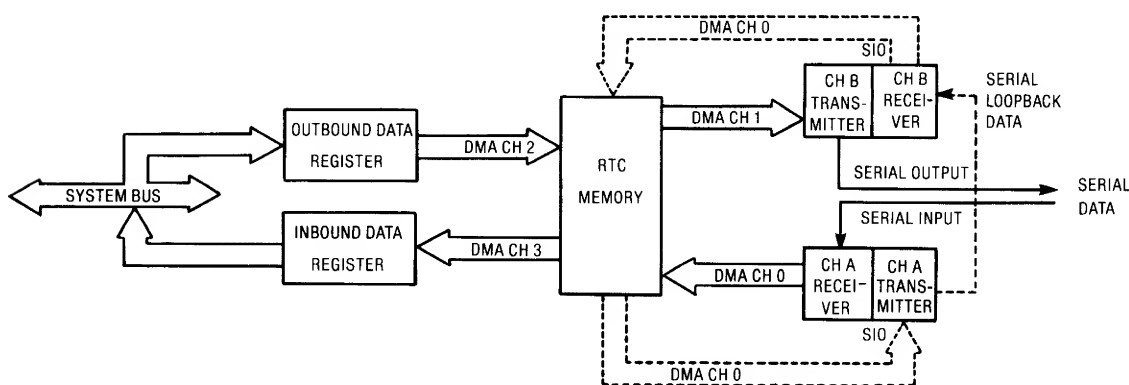 DMA CH 0
SIO
CH B
TRANS-
MITTER
CH B
RECEI-
VER
SERIAL
LOOPBACK
DATA
OUTBOUND DATA
REGISTER
DMA CH 2
RTC
MEMORY
DMA CH 1
SYSTEM BUS
SERIAL OUTPUT
SERIAL
DATA
SERIAL INPUT
INBOUND DATA
REGISTER
DMA CH 3
DMA CH 0
CH A
RECEI-
VER
CH A
TRANS-
MITTER
SIO
DMA CH 0